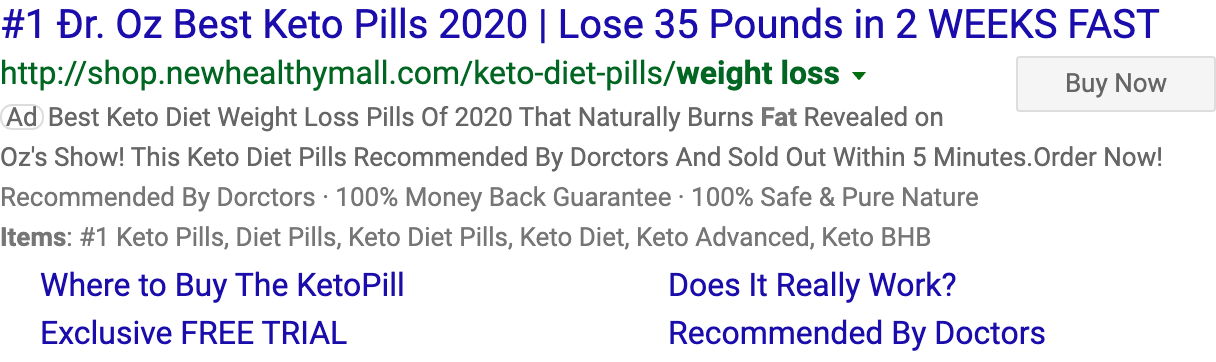 #1 Đr. Oz Best Keto Pills 2020 | Lose 35 Pounds in 2 WEEKS FAST
http://shop.newhealthymall.com/keto-diet-pills/weight loss
Buy Now
Ad Best Keto Diet Weight Loss Pills Of 2020 That Naturally Burns Fat Revealed on
Oz's Show! This Keto Diet Pills Recommended By Dorctors And Sold Out Within 5 Minutes.Order Now!
Recommended By Dorctors · 100% Money Back Guarantee · 100% Safe & Pure Nature
Items: #1 Keto Pills, Diet Pills, Keto Diet Pills, Keto Diet, Keto Advanced, Keto BHB
Where to Buy The KetoPill
Does It Really Work?
Exclusive FREE TRIAL
Recommended By Doctors